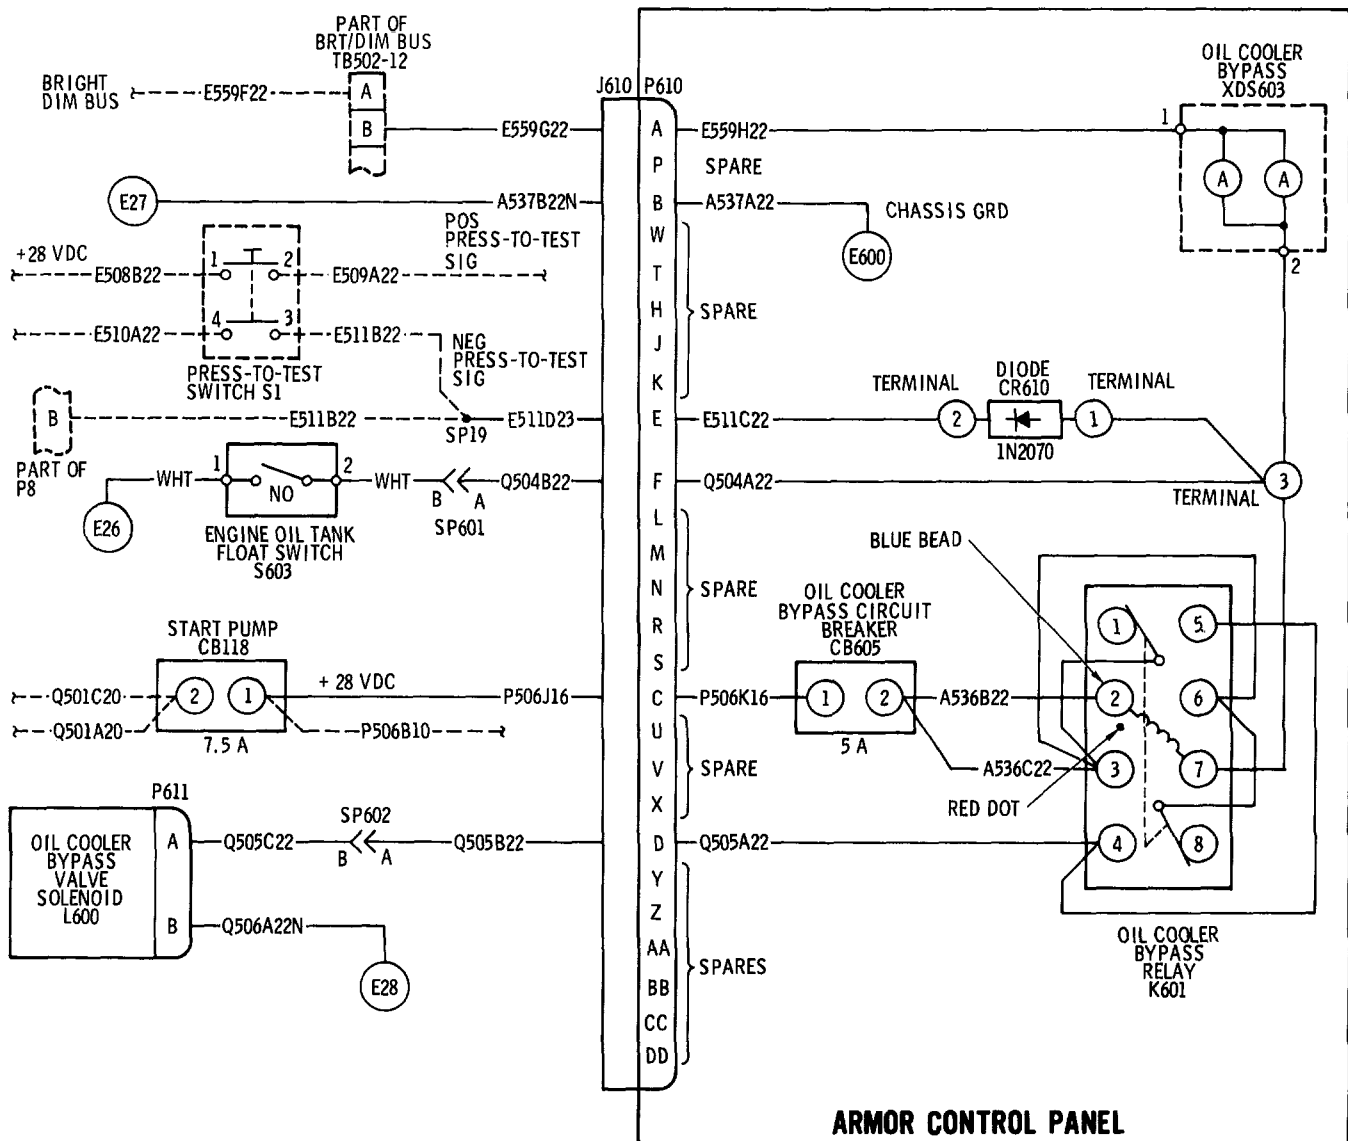 PART OF
BRT/DIM BUS
TB502-12
BRIGHT
DIM BUS
E559F22
A
B
E559G22
J610
P610
A
E559H22
OIL COOLER
BYPASS
XDS603
1
A
A
2
P
SPARE
E27
A537B22N
B
A537A22
CHASSIS GRD
E600
+28 VDC
E508B22
1
2
E509A22
POS
PRESS-TO-TEST
SIG
E510A22
4
3
E511B22
NEG
PRESS-TO-TEST
SIG
PRESS-TO-TEST
SWITCH S1
W
T
H
J
K
SPARE
B
PART OF
P8
E511B22
SP19
E511D23
E
E511C22
TERMINAL
2
DIODE
CR610
1N2070
TERMINAL
1
E26
WHT
1
NO
2
WHT
B
A
SP601
Q504B22
F
Q504A22
3
TERMINAL
ENGINE OIL TANK
FLOAT SWITCH
S603
L
M
N
R
S
SPARE
BLUE BEAD
START PUMP
CB118
Q501C20
Q501A20
2
1
7.5 A
+ 28 VDC
P506J16
P506B10
C
P506K16
OIL COOLER
BYPASS CIRCUIT
BREAKER
CB605
1
2
5 A
A536B22
A536C22
RED DOT
U
V
X
SPARE
1
5
2
6
3
7
4
8
OIL COOLER
BYPASS
RELAY
K601
P611
OIL COOLER
BYPASS
VALVE
SOLENOID
L600
A
Q505C22
SP602
B
A
Q505B22
D
Q505A22
B
Q506A22N
E28
Y
Z
AA
BB
CC
DD
SPARES
ARMOR CONTROL PANEL